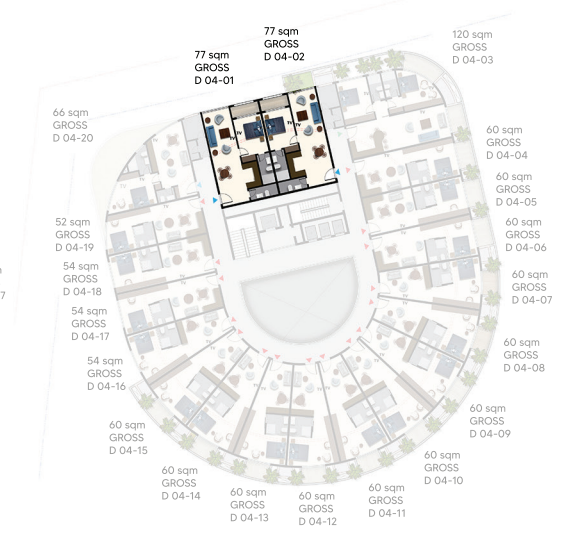 77 sqm
GROSS
D 04-02
120 sqm
GROSS
D 04-03
77 sqm
GROSS
D 04-01
66 sqm
GROSS
D 04-20
60 sqm
GROSS
D 04-04
60 sqm
GROSS
D 04-05
52 sqm
GROSS
D 04-19
60 sqm
GROSS
D 04-06
54 sqm
GROSS
D 04-18
60 sqm
GROSS
D 04-07
7
54 sqm
GROSS
D 04-17
60 sqm
GROSS
D 04-08
54 sqm
GROSS
D 04-16
60 sqm
GROSS
D 04-09
60 sqm
GROSS
D 04-15
60 sqm
GROSS
D 04-10
60 sqm
GROSS
D 04-14
60 sqm
GROSS
D 04-11
60 sqm
GROSS
D 04-13
60 sqm
GROSS
D 04-12
TV
TV
TV
TV